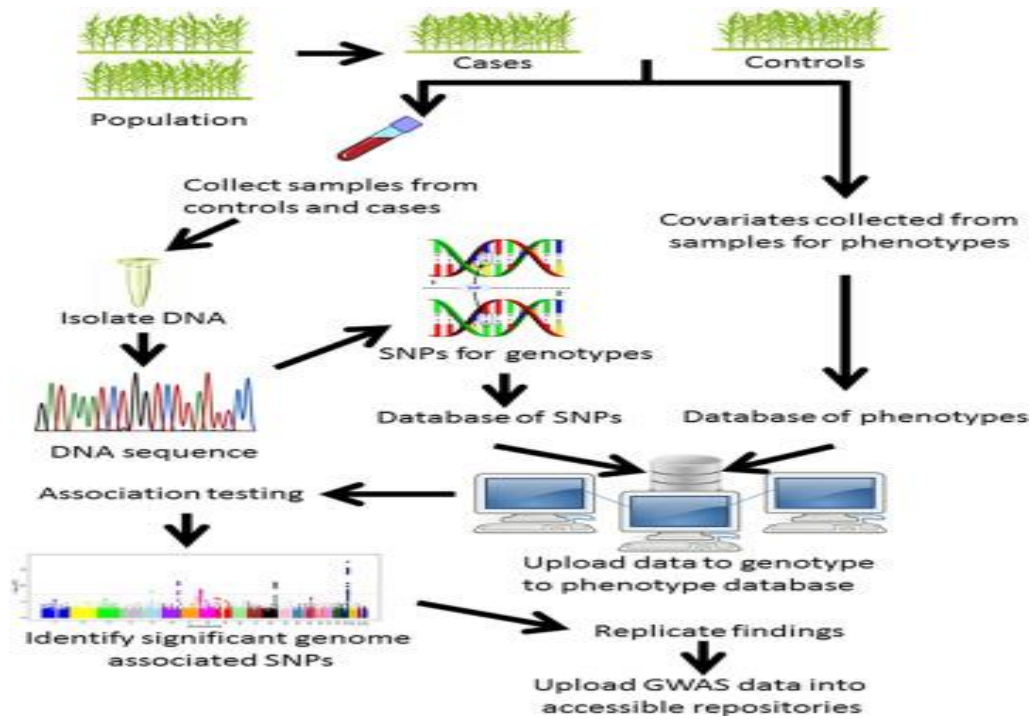 Population
Cases
Controls
Collect samples from
controls and cases
Covariates collected from
samples for phenotypes
Isolate DNA
SNPs for genotypes
DNA sequence
Database of SNPs
Database of phenotypes
Association testing
Upload data to genotype
to phenotype database
Identify significant genome
associated SNPs
Replicate findings
Upload GWAS data into
accessible repositories